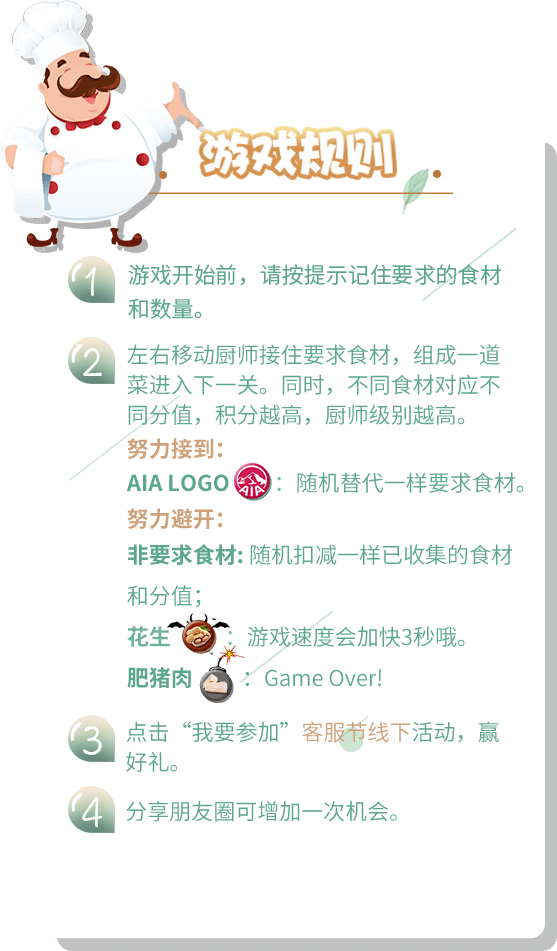 游戏规则
1 游戏开始前，请按提示记住要求的食材
和数量。
2 左右移动厨师接住要求食材，组成一道
菜进入下一关。同时，不同食材对应不
同分值，积分越高，厨师级别越高。
努力接到：
AIA LOGO AIA ：随机替代一样要求食材。
努力避开：
非要求食材: 随机扣减一样已收集的食材
和分值；
花生 ：游戏速度会加快3秒哦。
肥猪肉 ：Game Over!
3 点击“我要参加”客服节线下活动，赢
好礼。
4 分享朋友圈可增加一次机会。